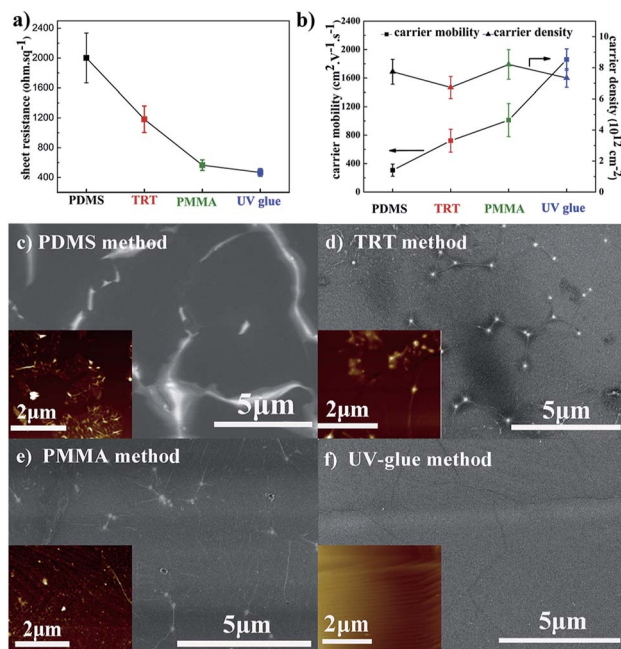 a)
sheet resistance (ohm.sq⁻¹)
2400
2000
1600
1200
800
400
PDMS
TRT
PMMA
UV glue
b)
carrier mobility
carrier density
carrier mobility(cm² V⁻¹.s⁻¹)
2400
2000
1600
1200
800
400
0
10
8
6
4
2
0
carrier density (10¹² cm⁻²)
PDMS
TRT
PMMA
UV glue
c) PDMS method
2μm
5μm
d) TRT method
2μm
5μm
e) PMMA method
2μm
5μm
f) UV-glue method
2μm
5μm